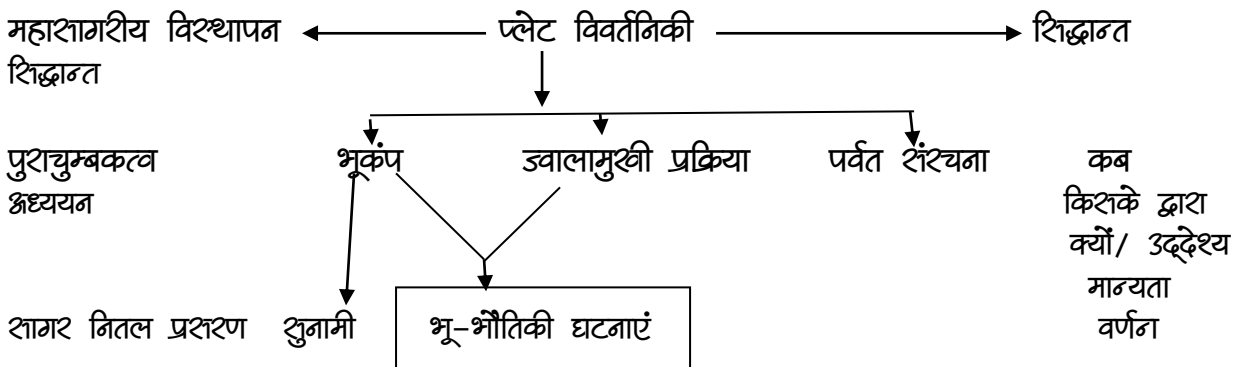 महासागरीय विस्थापन प्लेट विवर्तनिकी सिद्धान्त
सिद्धान्त
पुराचुम्बकत्व भूकंप ज्वालामुखी प्रक्रिया पर्वत संरचना कब
अध्ययन किसके द्वारा
क्यों/ उद्देश्य
मान्यता
सागर नितल प्रसरण सुनामी भू-भौतिकी घटनाएं वर्णन